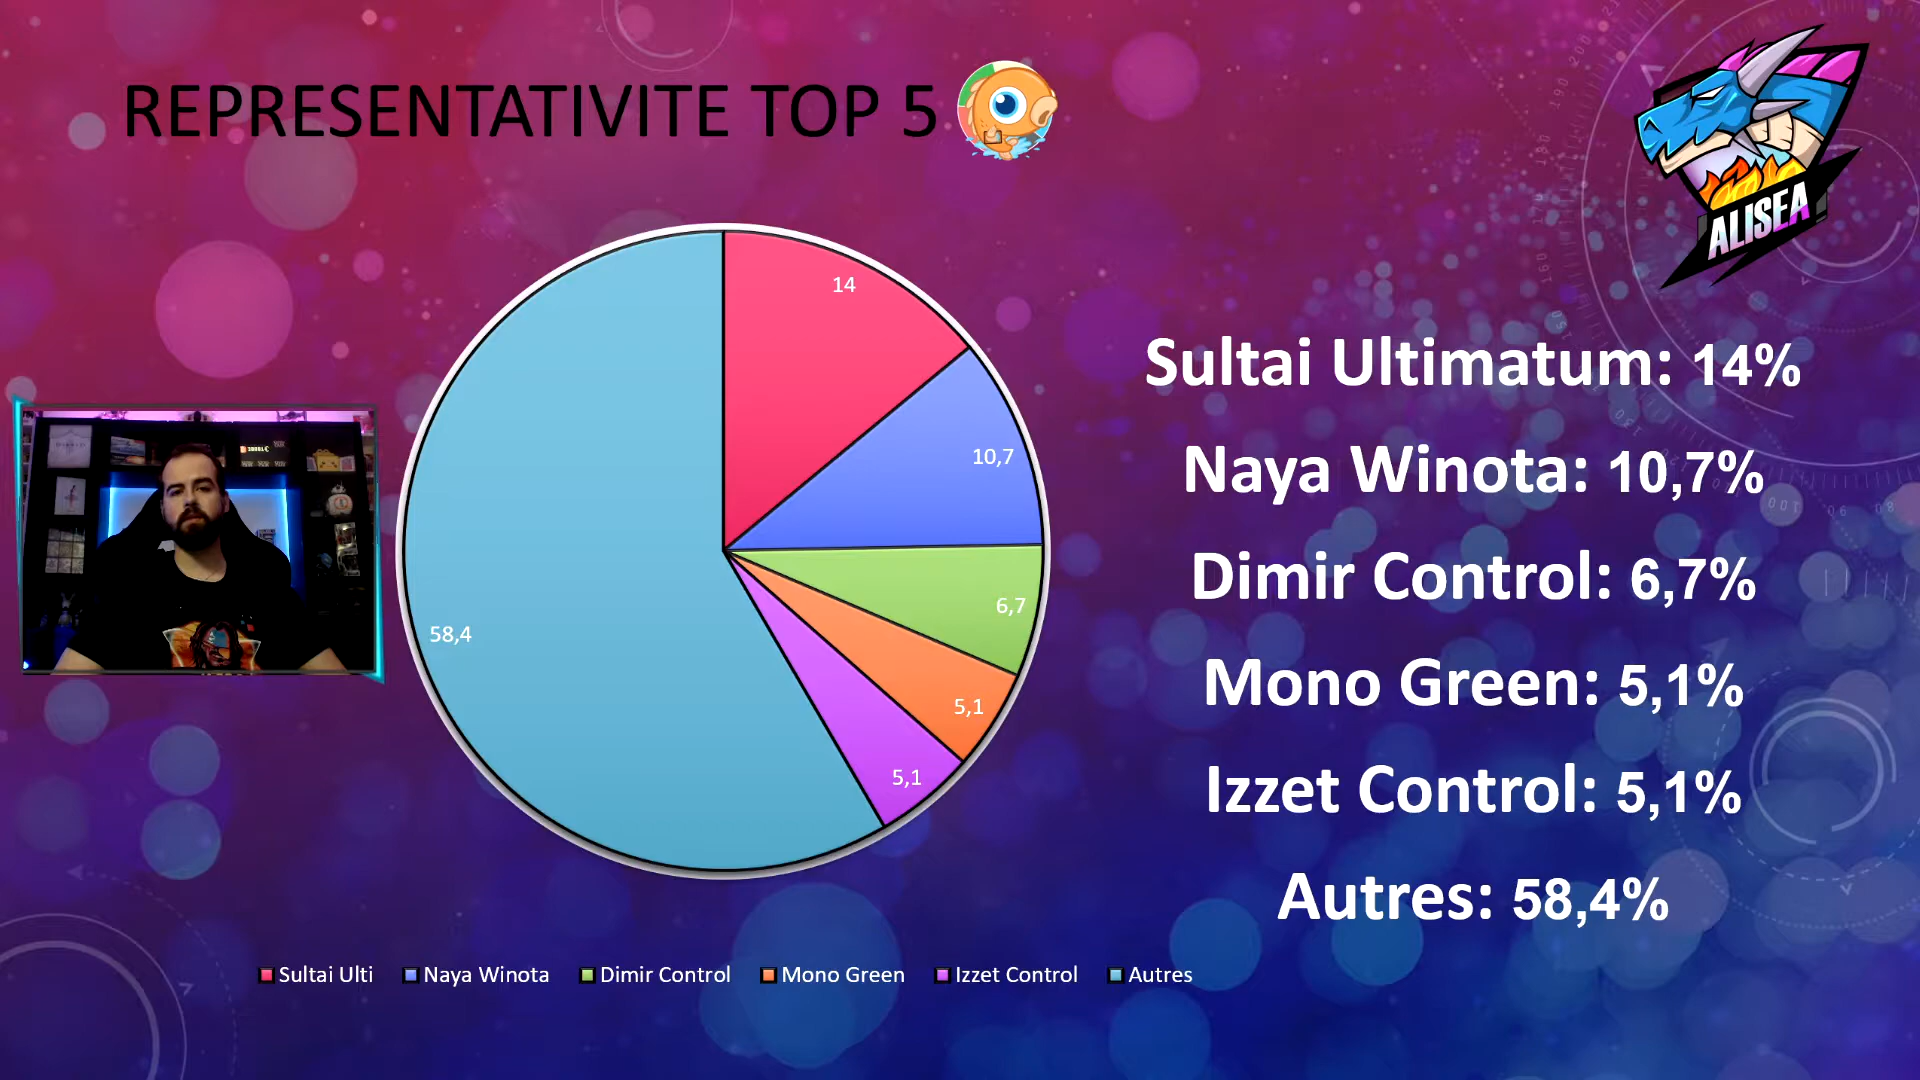 REPRESENTATIVITE TOP 5
ALISEA
14
10,7
6,7
5,1
5,1
58,4
Sultai Ultimatum: 14%
Naya Winota: 10,7%
Dimir Control: 6,7%
Mono Green: 5,1%
Izzet Control: 5,1%
Autres: 58,4%
Sultai Ulti Naya Winota Dimir Control Mono Green Izzet Control Autres